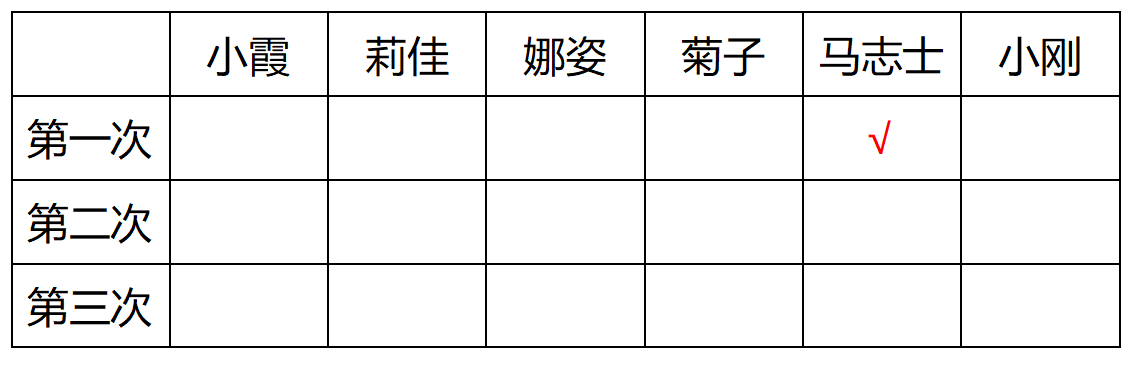 小霞 莉佳 娜姿 菊子 马志士 小刚
第一次 √
第二次
第三次